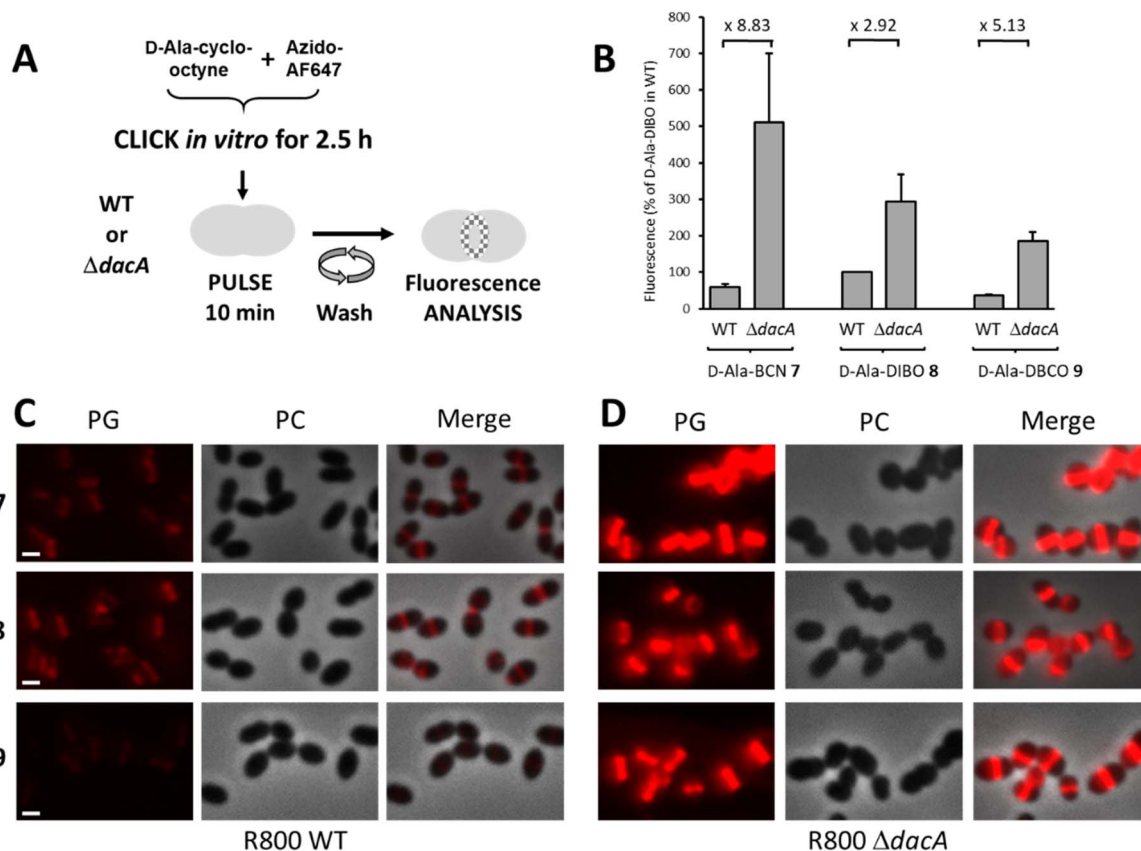 A
D-Ala-cyclo-
octyne
+
Azido-
AF647
CLICK in vitro for 2.5 h
WT
or
ΔdacA
PULSE
10 min
Wash
Fluorescence
ANALYSIS
B
Fluorescence (% of D-Ala-DIBO in WT)
800
700
600
500
400
300
200
100
0
x 8.83
x 2.92
x 5.13
WT ΔdacA
WT ΔdacA
WT ΔdacA
D-Ala-BCN 7
D-Ala-DIBO 8
D-Ala-DBCO 9
C
PG
PC
Merge
7
9
R800 WT
D
PG
PC
Merge
R800 ΔdacA